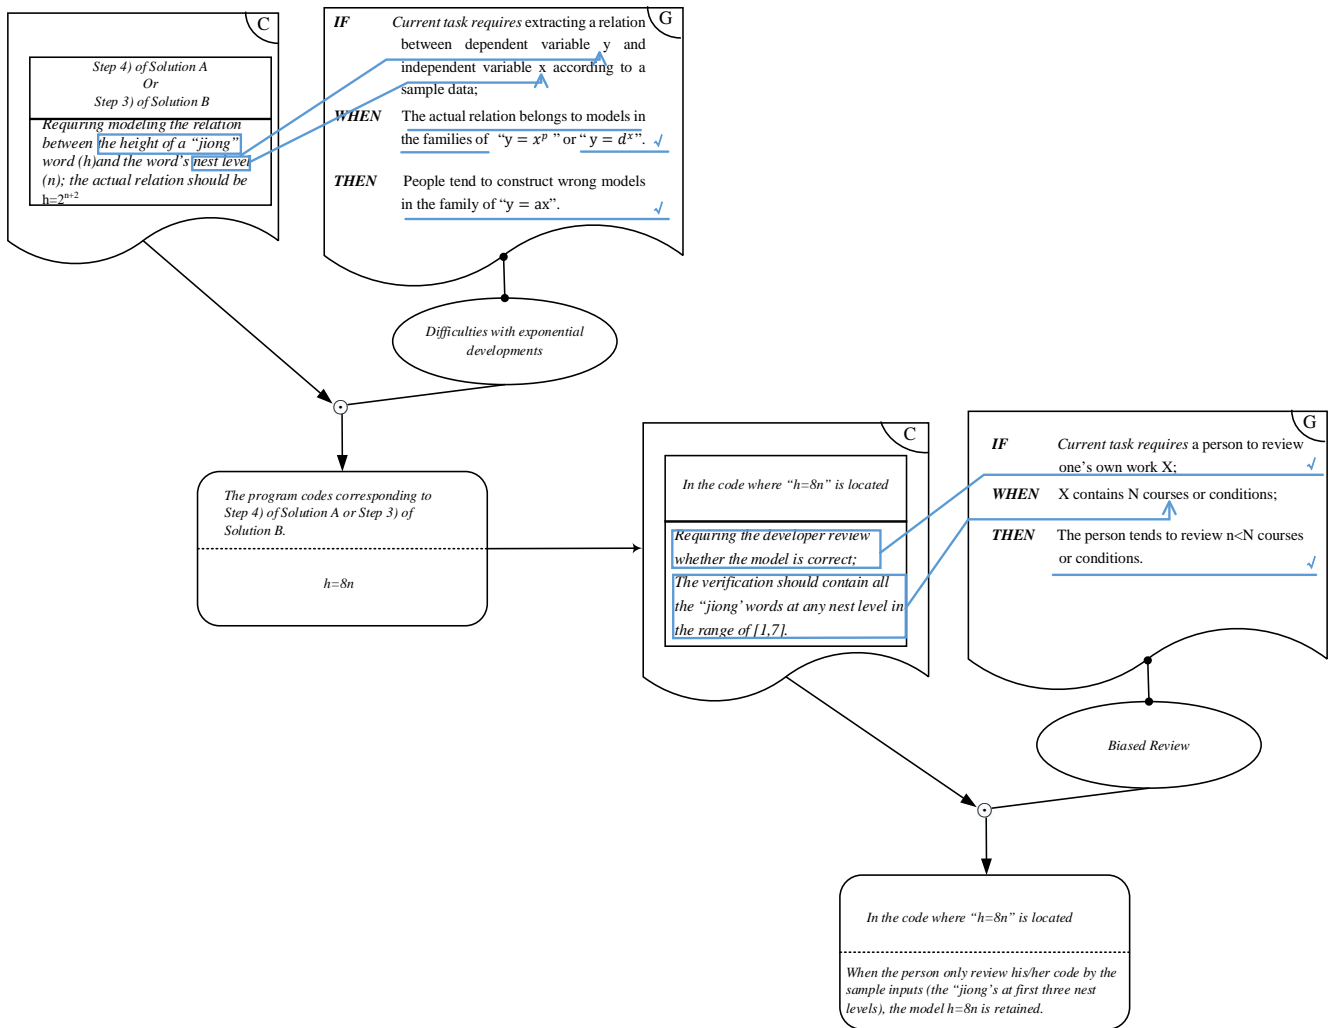 C
Step 4) of Solution A
Or
Step 3) of Solution B
Requiring modeling the relation
between the height of a "jiong"
word (h)and the word's nest level
(n); the actual relation should be
h=2ⁿ⁺²
G
IF Current task requires extracting a relation
between dependent variable y and
independent variable x according to a
sample data;
WHEN The actual relation belongs to models in
the families of "y = xᵖ " or " y = dˣ". √
THEN People tend to construct wrong models
in the family of "y = ax". √
Difficulties with exponential
developments
The program codes corresponding to
Step 4) of Solution A or Step 3) of
Solution B.
h=8n
C
In the code where "h=8n" is located
Requiring the developer review
whether the model is correct;
The verification should contain all
the "jiong' words at any nest level in
the range of [1,7].
G
IF Current task requires a person to review
one's own work X; √
WHEN X contains N courses or conditions;
THEN The person tends to review n<N courses
or conditions. √
Biased Review
In the code where "h=8n" is located
When the person only review his/her code by the
sample inputs (the "jiong's at first three nest
levels), the model h=8n is retained.